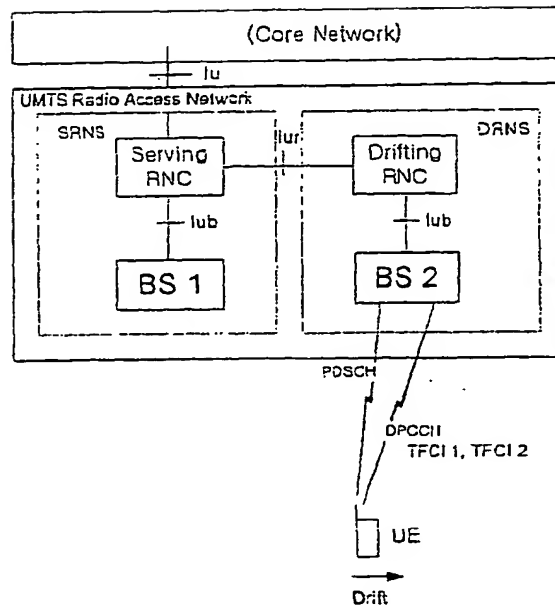 (Core Network)
Iu
UMTS Radio Access Network
SRNS
DRNS
Iur
Serving
RNC
Drifting
RNC
Iub
Iub
BS 1
BS 2
PDSCH
DPCCH
TFCI 1, TFCI 2
UE
Drift